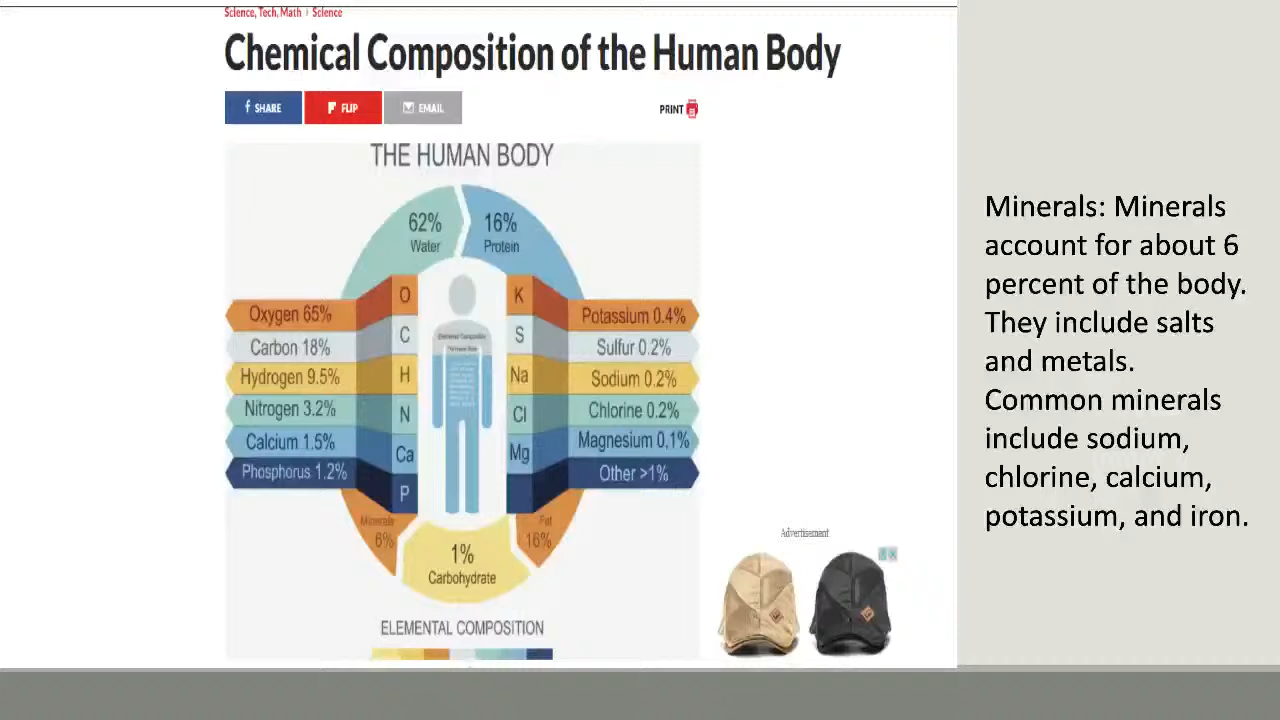 Science, Tech, Math › Science
Chemical Composition of the Human Body
f SHARE
FLIP
EMAIL
PRINT
THE HUMAN BODY
62%
Water
16%
Protein
Oxygen 65%
O
K
Potassium 0.4%
Carbon 18%
C
S
Sulfur 0.2%
Hydrogen 9.5%
H
Na
Sodium 0.2%
Nitrogen 3.2%
N
Cl
Chlorine 0.2%
Calcium 1.5%
Ca
Mg
Magnesium 0,1%
Phosphorus 1.2%
P
Other >1%
Minerals
6%
Fat
16%
1%
Carbohydrate
ELEMENTAL COMPOSITION
Advertisement
Minerals: Minerals
account for about 6
percent of the body.
They include salts
and metals.
Common minerals
include sodium,
chlorine, calcium,
potassium, and iron.